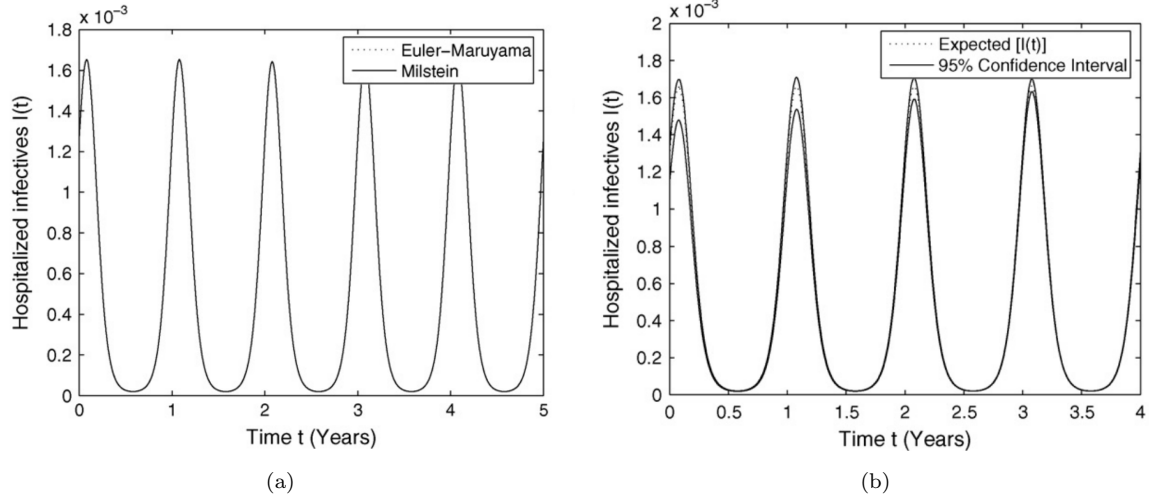 × 10⁻³
1.8
1.6
1.4
1.2
1
0.8
0.6
0.4
0.2
0
Hospitalized infectives I(t)
Euler−Maruyama
Milstein
0 1 2 3 4 5
Time t (Years)
(a)
× 10⁻³
2
1.8
1.6
1.4
1.2
1
0.8
0.6
0.4
0.2
0
Hospitalized infectives I(t)
Expected [I(t)]
95% Confidence Interval
0 0.5 1 1.5 2 2.5 3 3.5 4
Time t (Years)
(b)